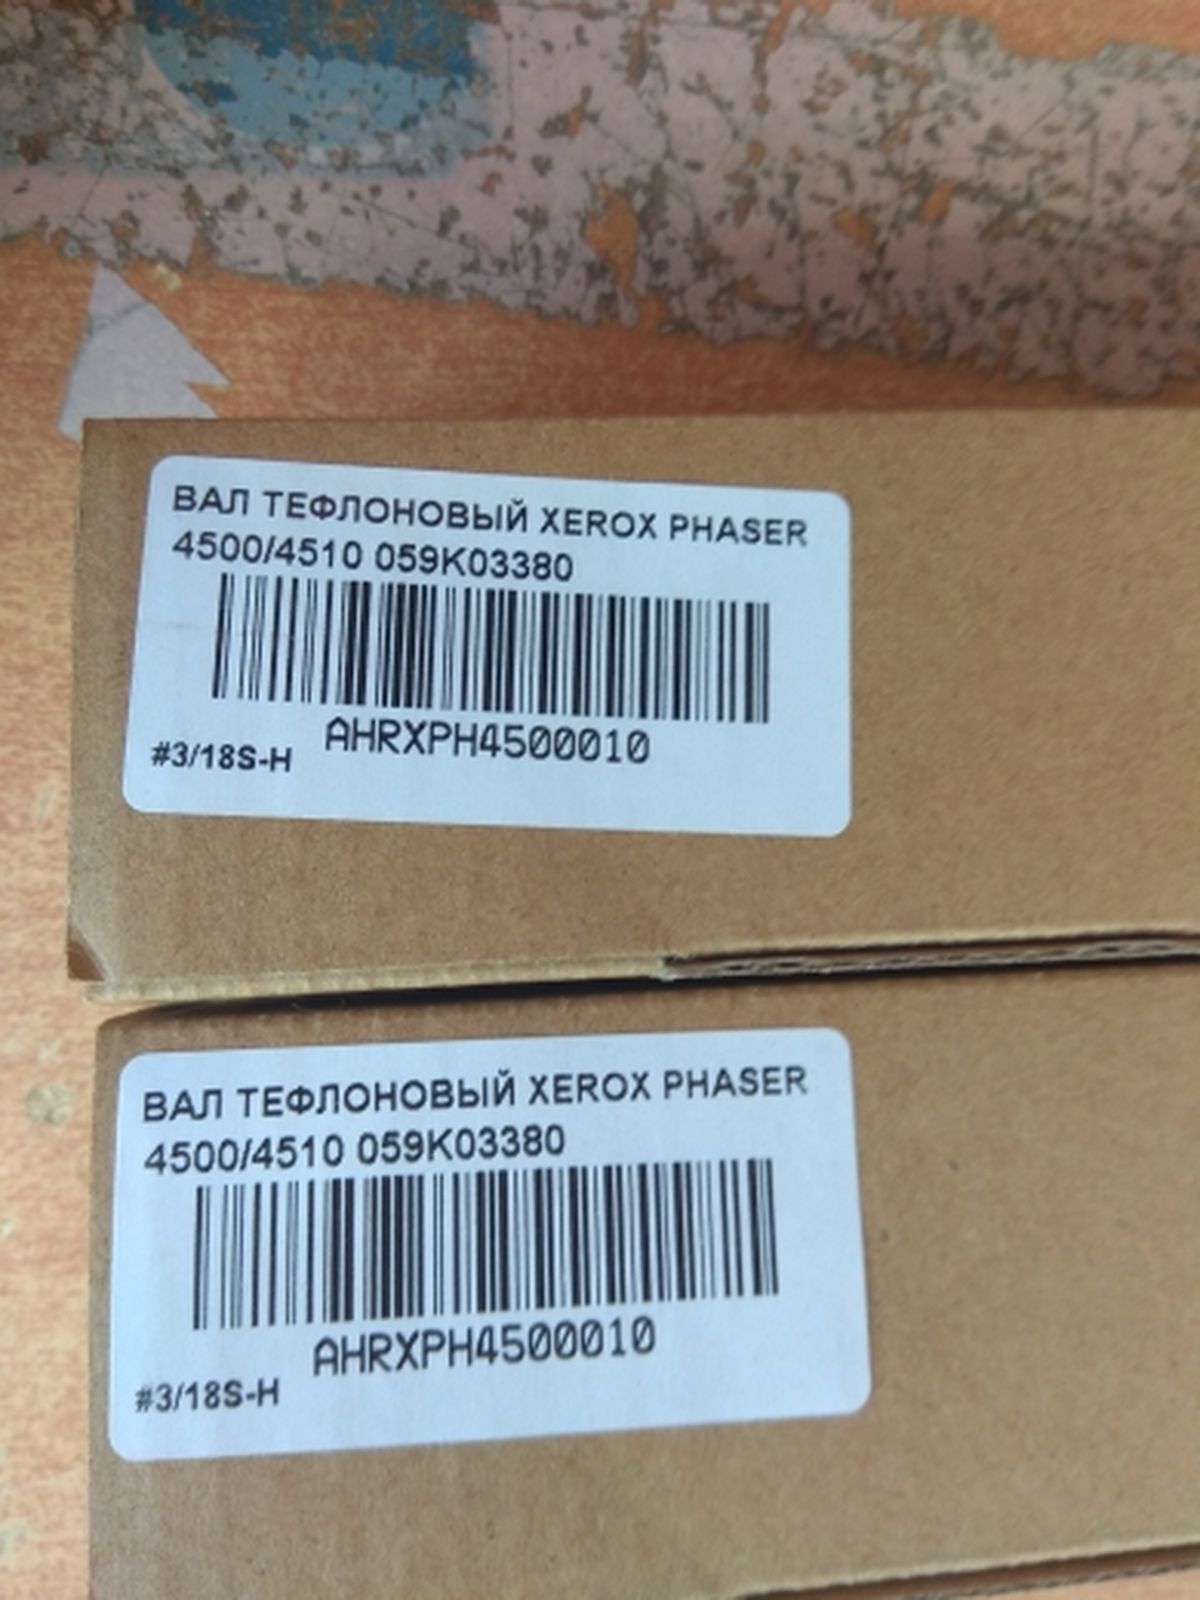 ВАЛ ТЕФЛОНОВЫЙ XEROX PHASER
4500/4510 059K03380
AHRXPH4500010
#3/18S-H
ВАЛ ТЕФЛОНОВЫЙ XEROX PHASER
4500/4510 059K03380
AHRXPH4500010
#3/18S-H